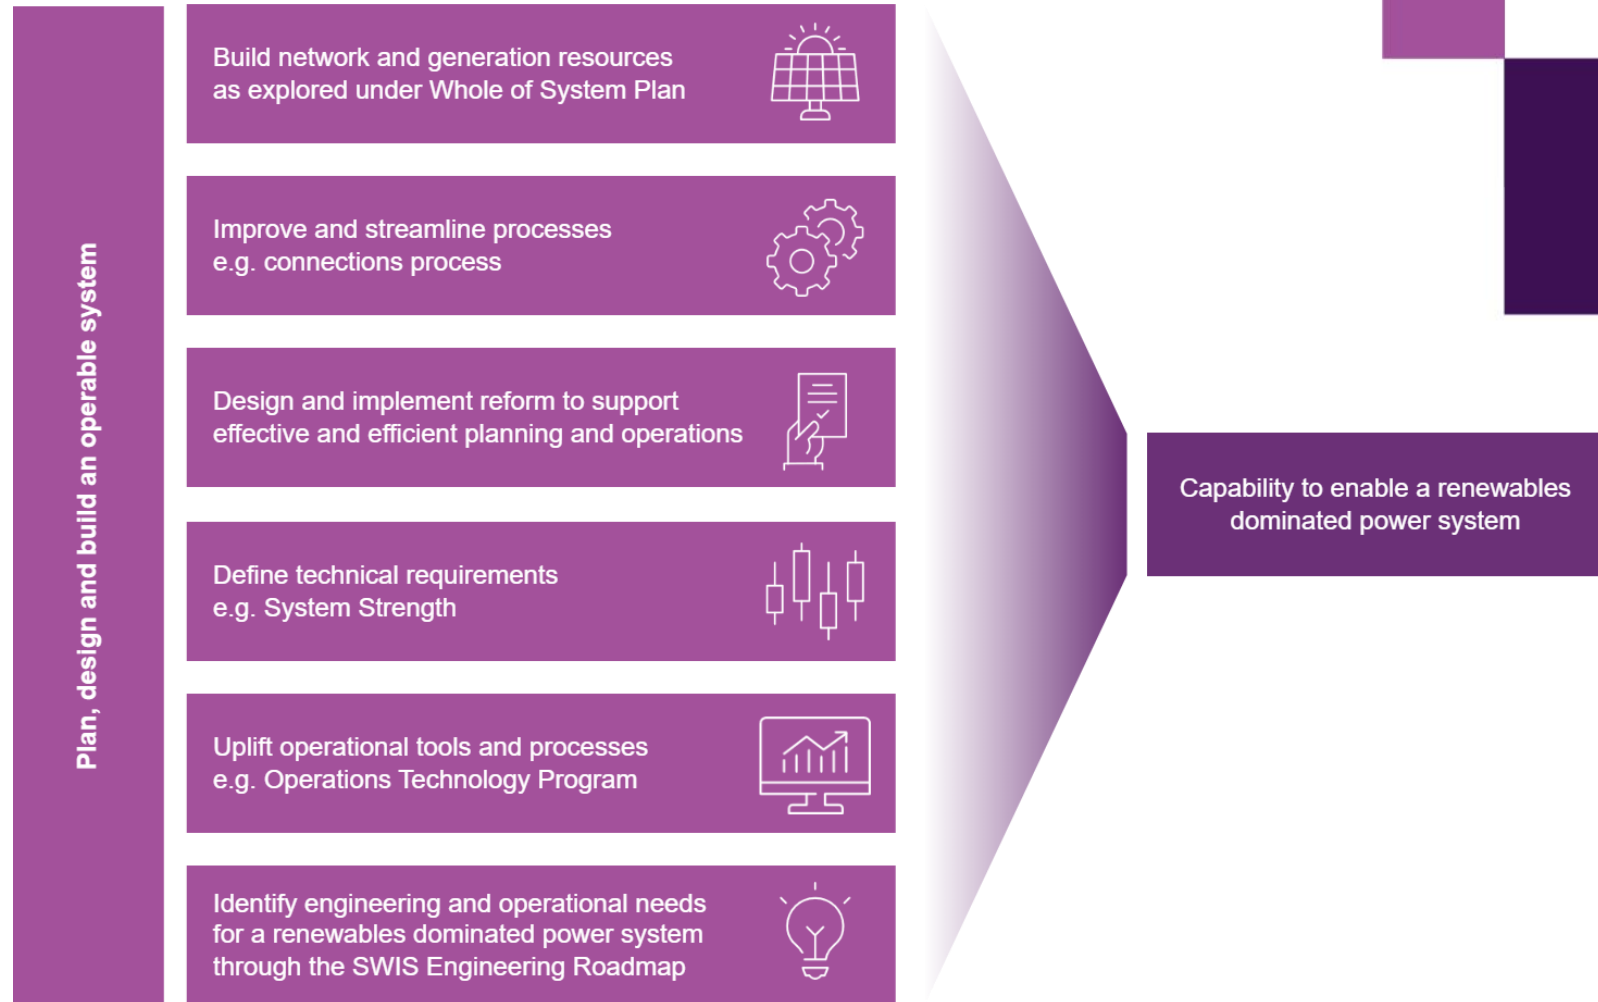 Plan, design and build an operable system
Build network and generation resources
as explored under Whole of System Plan
Improve and streamline processes
e.g. connections process
Design and implement reform to support
effective and efficient planning and operations
Define technical requirements
e.g. System Strength
Uplift operational tools and processes
e.g. Operations Technology Program
Identify engineering and operational needs
for a renewables dominated power system
through the SWIS Engineering Roadmap
Capability to enable a renewables
dominated power system